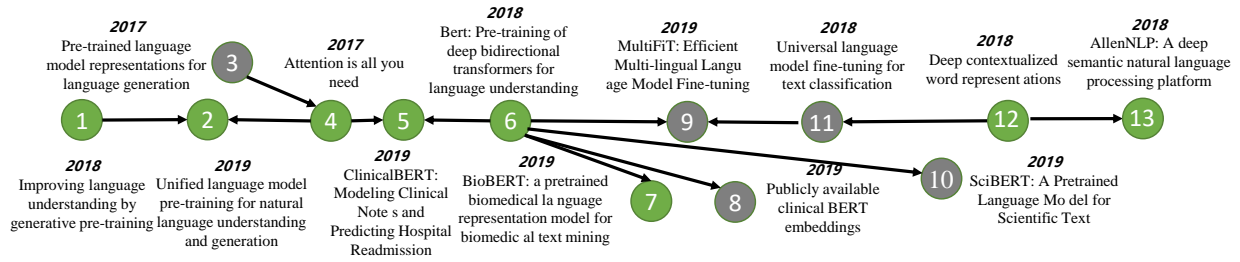 2017
Pre-trained language
model representations for
language generation
3
2017
Attention is all you
need
2018
Bert: Pre-training of
deep bidirectional
transformers for
language understanding
2019
MultiFiT: Efficient
Multi-lingual Langu
age Model Fine-tuning
2018
Universal language
model fine-tuning for
text classification
2018
Deep contextualized
word represent ations
2018
AllenNLP: A deep
semantic natural language
processing platform
1
2
4
5
6
9
11
12
13
2018
Improving language
understanding by
generative pre-training
2019
Unified language model
pre-training for natural
language understanding
and generation
2019
ClinicalBERT:
Modeling Clinical
Note s and
Predicting Hospital
Readmission
2019
BioBERT: a pretrained
biomedical la nguage
representation model for
biomedic al text mining
7
8
2019
Publicly available
clinical BERT
embeddings
10
2019
SciBERT: A Pretrained
Language Mo del for
Scientific Text